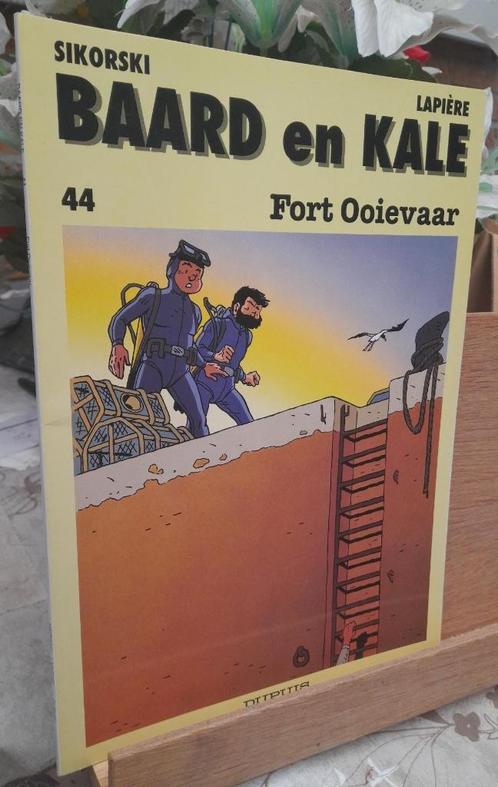 SIKORSKI
LAPIÈRE
BAARD en KALE
44
Fort Ooievaar
DUPUIS